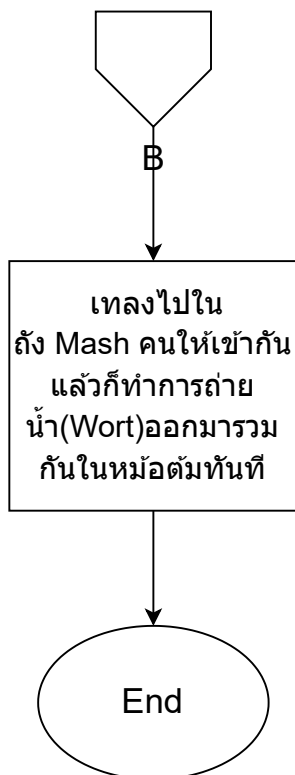 B
เทลงไปใน
ถัง Mash คนให้เข้ากัน
แล้วก็ทำการถ่าย
น้ำ(Wort)ออกมารวม
กันในหม้อต้มทันที
End